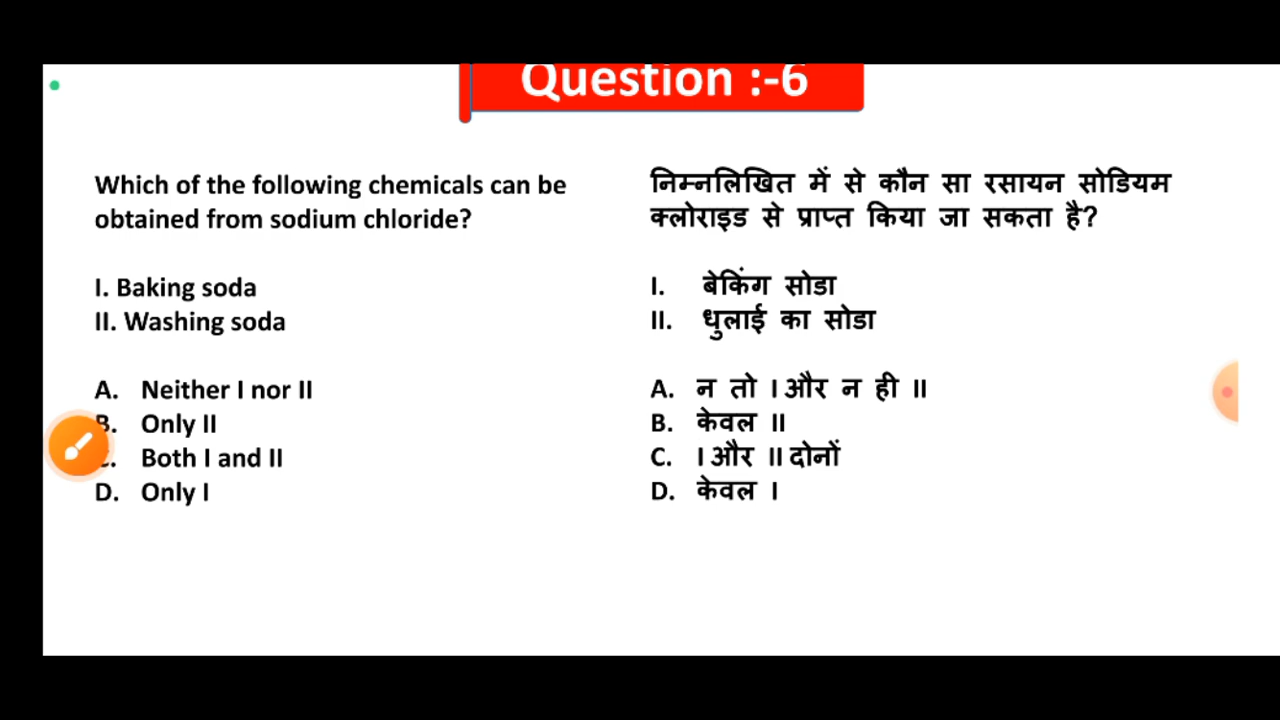 Question :-6
Which of the following chemicals can be
obtained from sodium chloride?
I. Baking soda
II. Washing soda
A. Neither I nor II
B. Only II
C. Both I and II
D. Only I
निम्नलिखित में से कौन सा रसायन सोडियम
क्लोराइड से प्राप्त किया जा सकता है?
I. बेकिंग सोडा
II. धुलाई का सोडा
A. न तो I और न ही II
B. केवल II
C. I और II दोनों
D. केवल I